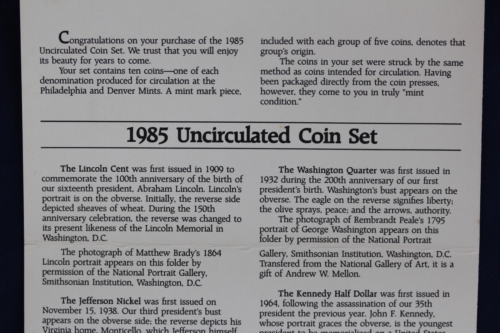 Congratulations on your purchase of the 1985
Uncirculated Coin Set. We trust that you will enjoy
its beauty for years to come.
Your set contains ten coins—one of each
denomination produced for circulation at the
Philadelphia and Denver Mints. A mint mark piece,
included with each group of five coins, denotes that
group's origin.
The coins in your set were struck by the same
method as coins intended for circulation. Having
been packaged directly from the coin presses,
however, they come to you in truly "mint
condition."
1985 Uncirculated Coin Set
The Lincoln Cent was first issued in 1909 to
commemorate the 100th anniversary of the birth of
our sixteenth president, Abraham Lincoln. Lincoln's
portrait is on the obverse. Initially, the reverse side
depicted sheaves of wheat. During the 150th
anniversary celebration, the reverse was changed to
its present likeness of the Lincoln Memorial in
Washington, D.C.
The photograph of Matthew Brady's 1864
Lincoln portrait appears on this folder by
permission of the National Portrait Gallery,
Smithsonian Institution, Washington, D.C.
The Jefferson Nickel was first issued on
November 15, 1938. Our third president's bust
appears on the obverse side; the reverse depicts his
Virginia home, Monticello, which Jefferson himself
The Washington Quarter was first issued in
1932 during the 200th anniversary of our first
president's birth. Washington's bust appears on the
obverse. The eagle on the reverse signifies liberty;
the olive sprays, peace; and the arrows, authority.
The photograph of Rembrandt Peale's 1795
portrait of George Washington appears on this
folder by permission of the National Portrait
Gallery, Smithsonian Institution, Washington, D.C.
Transfered from the National Gallery of Art, it is a
gift of Andrew W. Mellon.
The Kennedy Half Dollar was first issued in
1964, following the assassination of our 35th
president the previous year. John F. Kennedy,
whose portrait graces the obverse, is the youngest
president to be memorialized on a United States